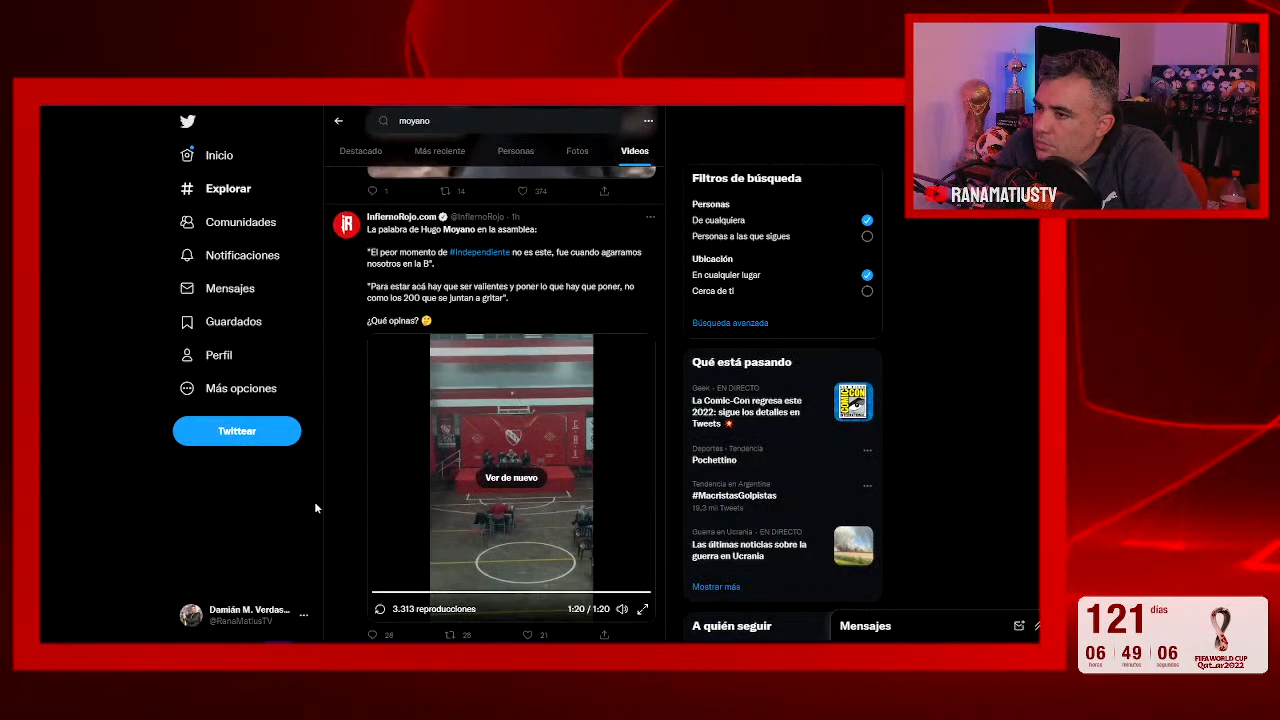 Inicio
Explorar
Comunidades
Notificaciones
Mensajes
Guardados
Perfil
Más opciones
Twittear
Damián M. Verdas...
@RanaMatiusTV
moyano
Destacado
Más reciente
Personas
Fotos
Videos
1
14
374
InfiernoRojo.com @InfiernoRojo · 1h
La palabra de Hugo Moyano en la asamblea:
"El peor momento de #Independiente no es este, fue cuando agarramos
nosotros en la B".
"Para estar acá hay que ser valientes y poner lo que hay que poner, no
como los 200 que se juntan a gritar".
¿Qué opinas? 🤔
Ver de nuevo
3.313 reproducciones
1:20 / 1:20
28
26
21
Filtros de búsqueda
Personas
De cualquiera
Personas a las que sigues
Ubicación
En cualquier lugar
Cerca de ti
Búsqueda avanzada
Qué está pasando
Geek · EN DIRECTO
La Comic-Con regresa este
2022: sigue los detalles en
Tweets 💥
COMIC CON
INTERNATIONAL
Deportes · Tendencia
Pochettino
Tendencia en Argentina
#MacristasGolpistas
19,3 mil Tweets
Guerra en Ucrania · EN DIRECTO
Las últimas noticias sobre la
guerra en Ucrania
Mostrar más
A quién seguir
Mensajes
RANAMATIUSTV
121 días
06 49 06
horas minutos segundos
FIFA WORLD CUP
Qatar2022